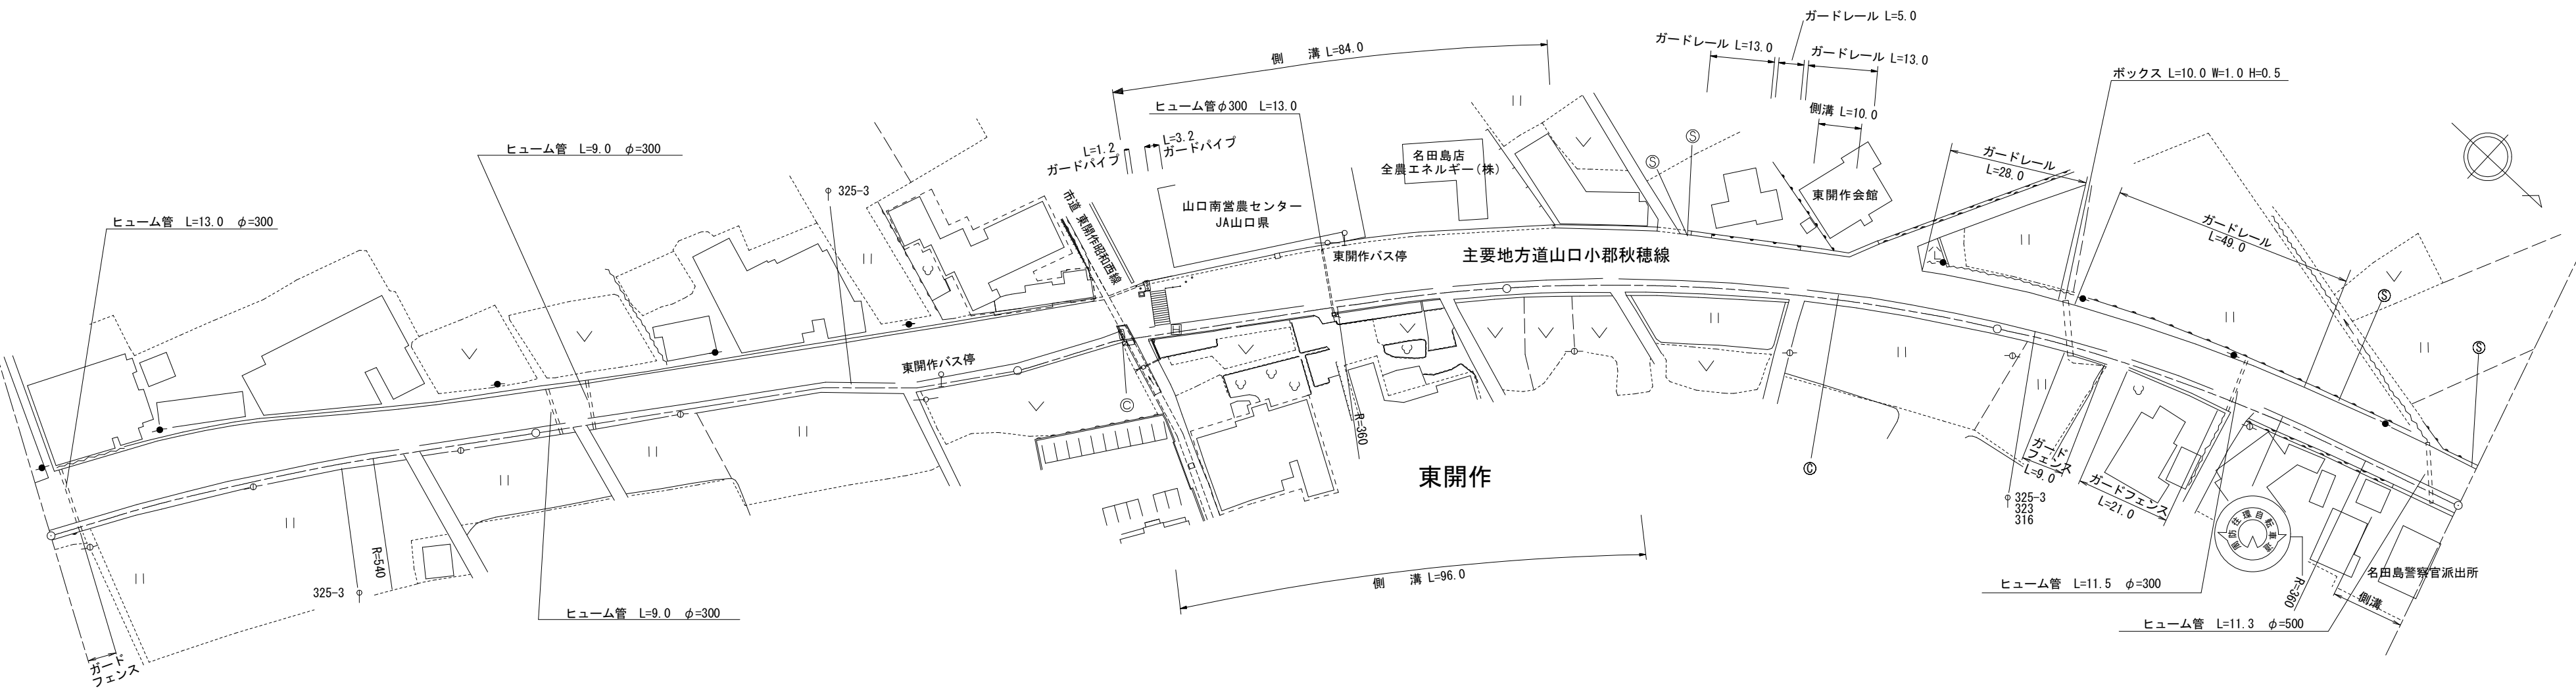 ガードレール L=5.0
ガードレール L=13.0
ガードレール L=13.0
側　溝 L=84.0
ボックス L=10.0 W=1.0 H=0.5
ヒューム管φ300　L=13.0
側溝 L=10.0
ヒューム管　L=9.0　φ=300
L=1.2
ガードパイプ
L=3.2
ガードパイプ
名田島店
全農エネルギー(株)
Ⓢ
Ⓢ
ガードレール
L=28.0
325-3
市道 東開作昭和西線
山口南営農センター
JA山口県
東開作会館
ヒューム管　L=13.0　φ=300
ガードレール
L=49.0
東開作バス停
主要地方道山口小郡秋穂線
Ⓢ
Ⓢ
東開作バス停
Ⓒ
R=360
東開作
Ⓒ
ガード
フェンス
L=9.0
ガードフェンス
L=21.0
325-3
323
316
周防往還自転車道
R=540
325-3
名田島警察官派出所
側　溝 L=96.0
ヒューム管　L=11.5　φ=300
R=360
側溝
ヒューム管　L=9.0　φ=300
ヒューム管　L=11.3　φ=500
ガード
フェンス